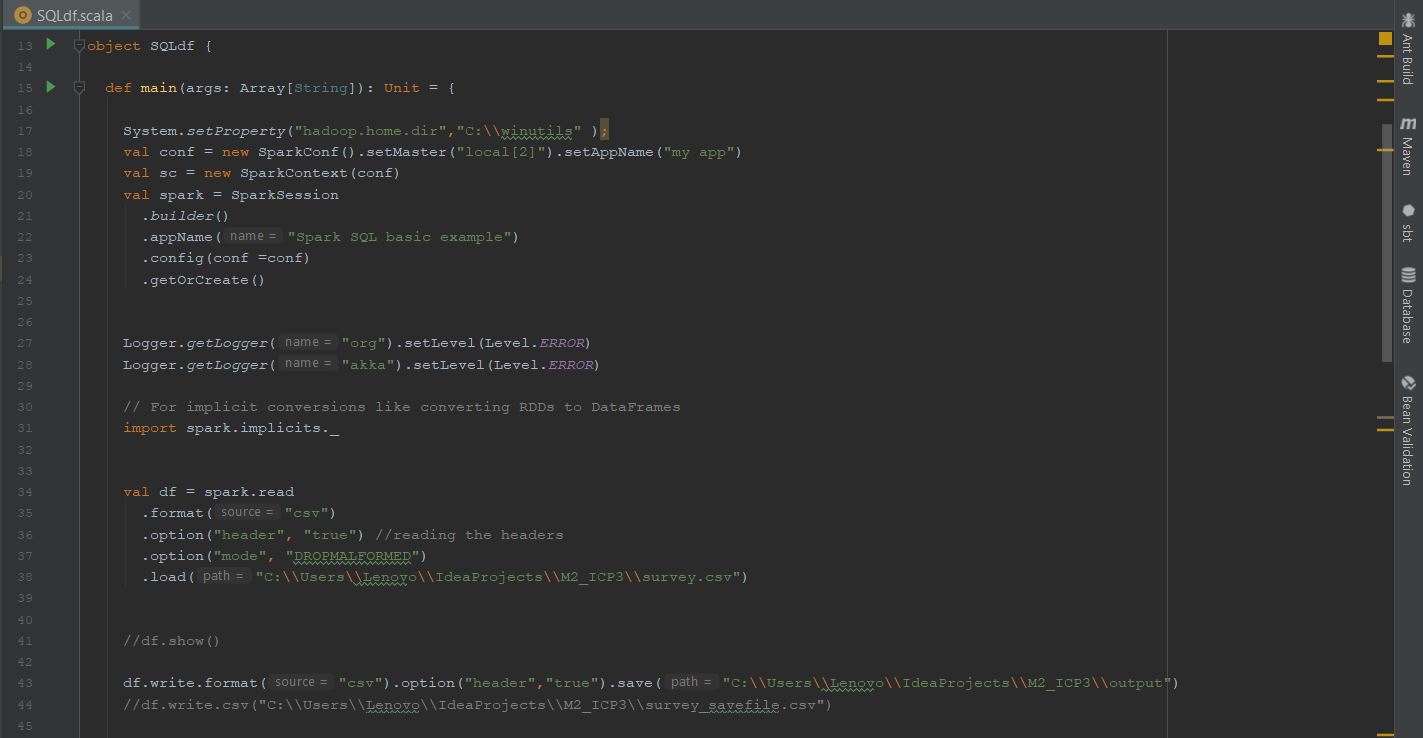 SQLdf.scala
13 object SQLdf {
14
15 def main(args: Array[String]): Unit = {
16
17 System.setProperty("hadoop.home.dir","C:\\winutils" );
18 val conf = new SparkConf().setMaster("local[2]").setAppName("my app")
19 val sc = new SparkContext(conf)
20 val spark = SparkSession
21 .builder()
22 .appName( name = "Spark SQL basic example")
23 .config(conf =conf)
24 .getOrCreate()
25
26
27 Logger.getLogger( name = "org").setLevel(Level.ERROR)
28 Logger.getLogger( name = "akka").setLevel(Level.ERROR)
29
30 // For implicit conversions like converting RDDs to DataFrames
31 import spark.implicits._
32
33
34 val df = spark.read
35 .format( source = "csv")
36 .option("header", "true") //reading the headers
37 .option("mode", "DROPMALFORMED")
38 .load( path = "C:\\Users\\Lenovo\\IdeaProjects\\M2_ICP3\\survey.csv")
39
40
41 //df.show()
42
43 df.write.format( source = "csv").option("header","true").save( path = "C:\\Users\\Lenovo\\IdeaProjects\\M2_ICP3\\output")
44 //df.write.csv("C:\\Users\\Lenovo\\IdeaProjects\\M2_ICP3\\survey_savefile.csv")
45
Ant Build
m Maven
sbt
Database
Bean Validation